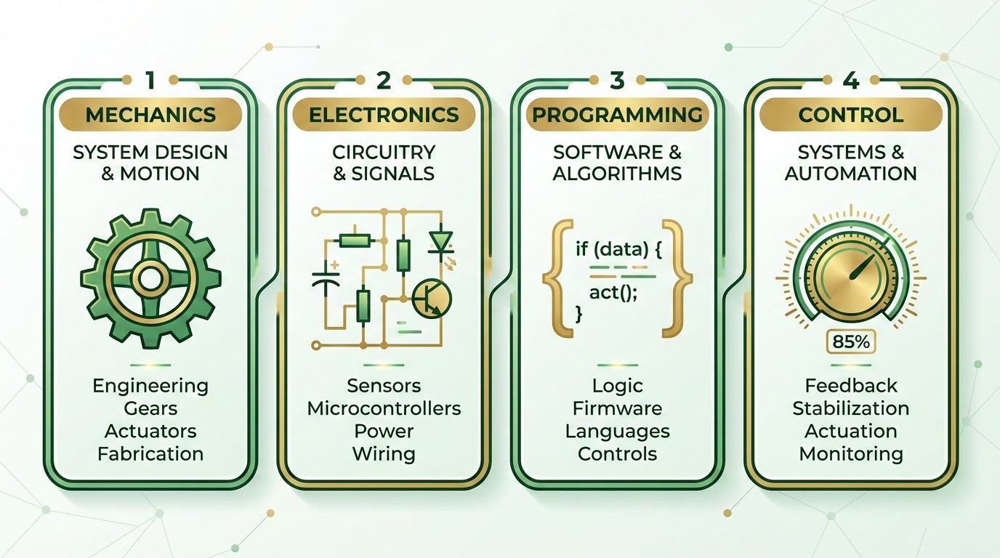 1
MECHANICS
SYSTEM DESIGN
& MOTION
Engineering
Gears
Actuators
Fabrication
2
ELECTRONICS
CIRCUITRY
& SIGNALS
+
Sensors
Microcontrollers
Power
Wiring
3
PROGRAMMING
SOFTWARE &
ALGORITHMS
{ }
if (data) {
act();
}
Logic
Firmware
Languages
Controls
4
CONTROL
SYSTEMS &
AUTOMATION
85%
Feedback
Stabilization
Actuation
Monitoring